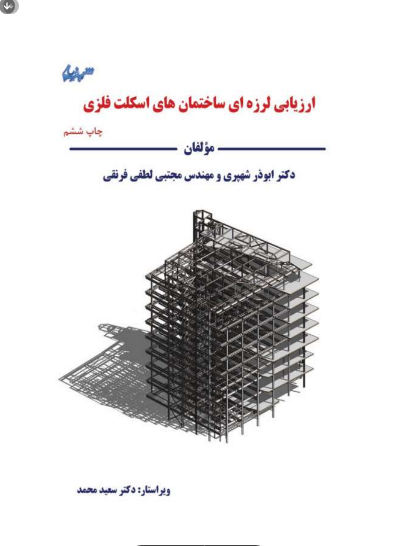 ارزیابی لرزه ای ساختمان های اسکلت فلزی
چاپ ششم
مؤلفان
دکتر ابوذر شهپری و مهندس مجتبی لطفی فرنقی
ویراستار: دکتر سعید محمد